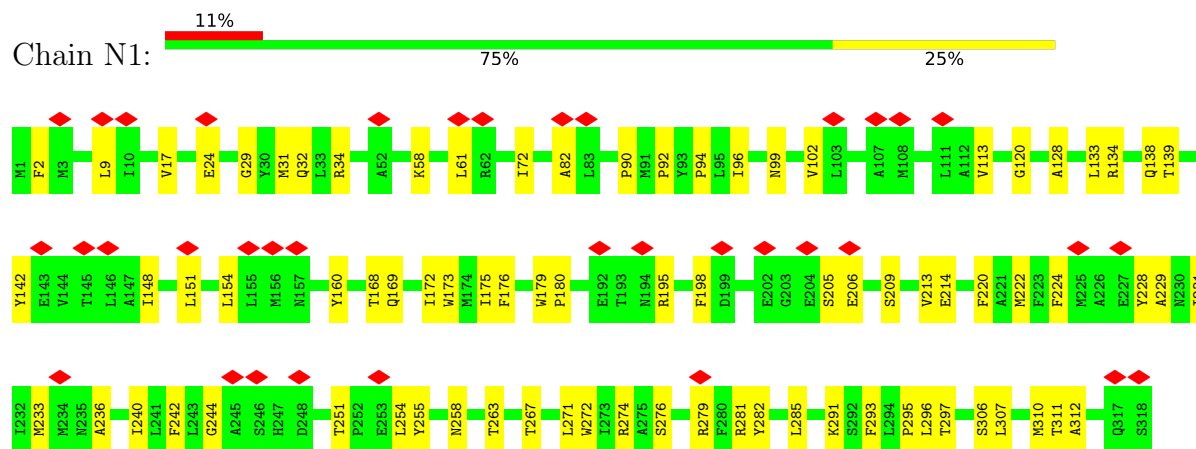 11%
Chain N1:
75% 25%
M1 F2 M3 L9 I10 V17 E24 G29 Y30 M31 Q32 L33 R34 A52 K58 L61 R62 I72 A82 L83 P90 M91 P92 Y93 P94 L95 I96 N99 V102 L103 A107 M108 L111 A112 V113 G120 A128 L133 R134 Q138 T139
Y142 E143 V144 T145 L146 A147 I148 L151 L154 L155 M156 N157 Y160 T168 Q169 I172 W173 M174 I175 F176 W179 P180 E192 T193 N194 R195 F198 D199 E202 G203 E204 S205 E206 S209 V213 E214 F220 A221 M222 F223 F224 M225 A226 E227 Y228 A229 N230
I232 M233 M234 N235 A236 I240 L241 F242 L243 G244 A245 S246 H247 D248 T251 P252 E253 L254 Y255 N258 T263 T267 L271 W272 I273 R274 A275 S276 R279 F280 R281 Y282 L285 K291 S292 F293 L294 P295 L296 T297 S306 L307 M310 T311 A312 Q317 S318